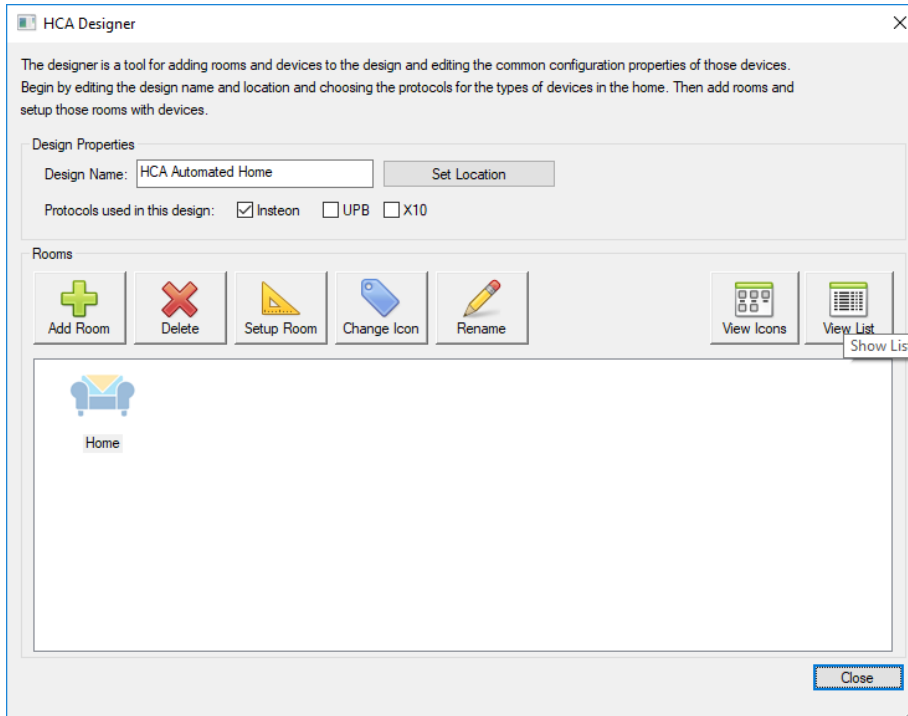 HCA Designer
The designer is a tool for adding rooms and devices to the design and editing the common configuration properties of those devices.
Begin by editing the design name and location and choosing the protocols for the types of devices in the home. Then add rooms and
setup those rooms with devices.
Design Properties
Design Name: HCA Automated Home Set Location
Protocols used in this design: Insteon UPB X10
Rooms
Add Room Delete Setup Room Change Icon Rename View Icons View List
Show Lis
Home
Close